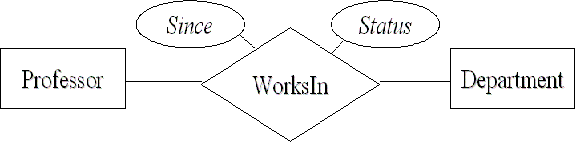 Since
Status
Professor
WorksIn
Department